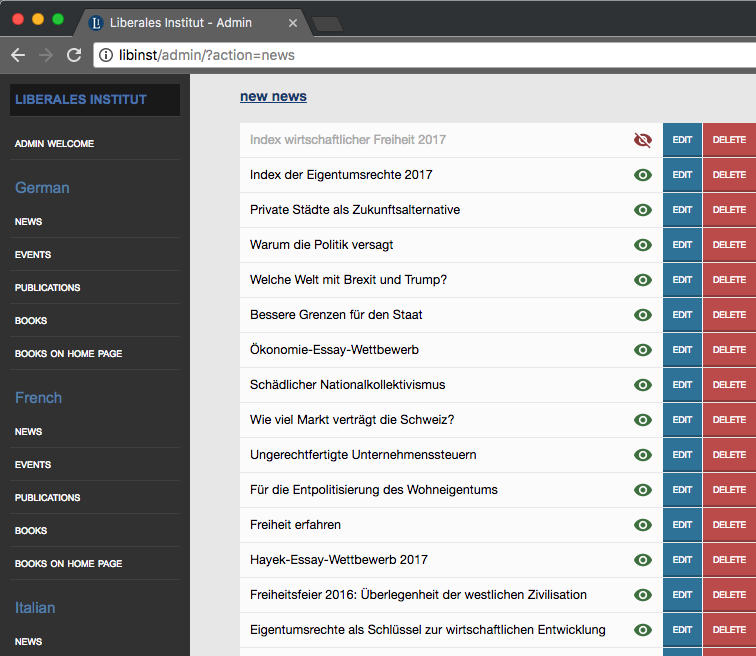 Liberales Institut - Admin
libinst/admin/?action=news
LIBERALES INSTITUT
ADMIN WELCOME
German
NEWS
EVENTS
PUBLICATIONS
BOOKS
BOOKS ON HOME PAGE
French
NEWS
EVENTS
PUBLICATIONS
BOOKS
BOOKS ON HOME PAGE
Italian
NEWS
new news
Index wirtschaftlicher Freiheit 2017 EDIT DELETE
Index der Eigentumsrechte 2017 EDIT DELETE
Private Städte als Zukunftsalternative EDIT DELETE
Warum die Politik versagt EDIT DELETE
Welche Welt mit Brexit und Trump? EDIT DELETE
Bessere Grenzen für den Staat EDIT DELETE
Ökonomie-Essay-Wettbewerb EDIT DELETE
Schädlicher Nationalkollektivismus EDIT DELETE
Wie viel Markt verträgt die Schweiz? EDIT DELETE
Ungerechtfertigte Unternehmenssteuern EDIT DELETE
Für die Entpolitisierung des Wohneigentums EDIT DELETE
Freiheit erfahren EDIT DELETE
Hayek-Essay-Wettbewerb 2017 EDIT DELETE
Freiheitsfeier 2016: Überlegenheit der westlichen Zivilisation EDIT DELETE
Eigentumsrechte als Schlüssel zur wirtschaftlichen Entwicklung EDIT DELETE